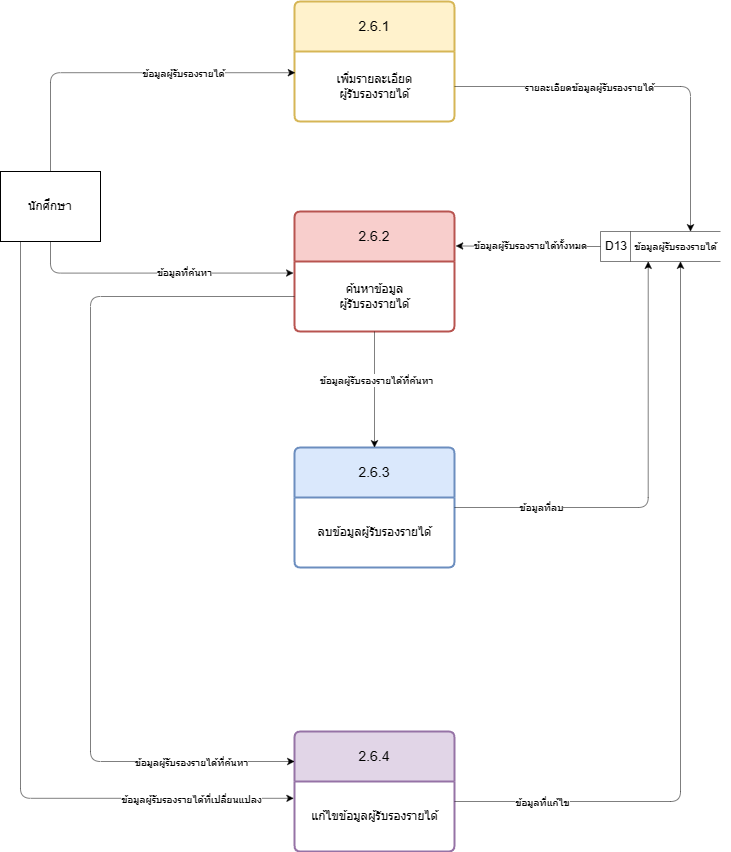 2.6.1
ข้อมูลผู้รับรองรายได้
เพิ่มรายละเอียด
ผู้รับรองรายได้
รายละเอียดข้อมูลผู้รับรองรายได้
นักศึกษา
2.6.2
ข้อมูลผู้รับรองรายได้ทั้งหมด
D13
ข้อมูลผู้รับรองรายได้
ข้อมูลที่ค้นหา
ค้นหาข้อมูล
ผู้รับรองรายได้
ข้อมูลผู้รับรองรายได้ที่ค้นหา
2.6.3
ข้อมูลที่ลบ
ลบข้อมูลผู้รับรองรายได้
2.6.4
ข้อมูลผู้รับรองรายได้ที่ค้นหา
ข้อมูลผู้รับรองรายได้ที่เปลี่ยนแปลง
ข้อมูลที่แก้ไข
แก้ไขข้อมูลผู้รับรองรายได้